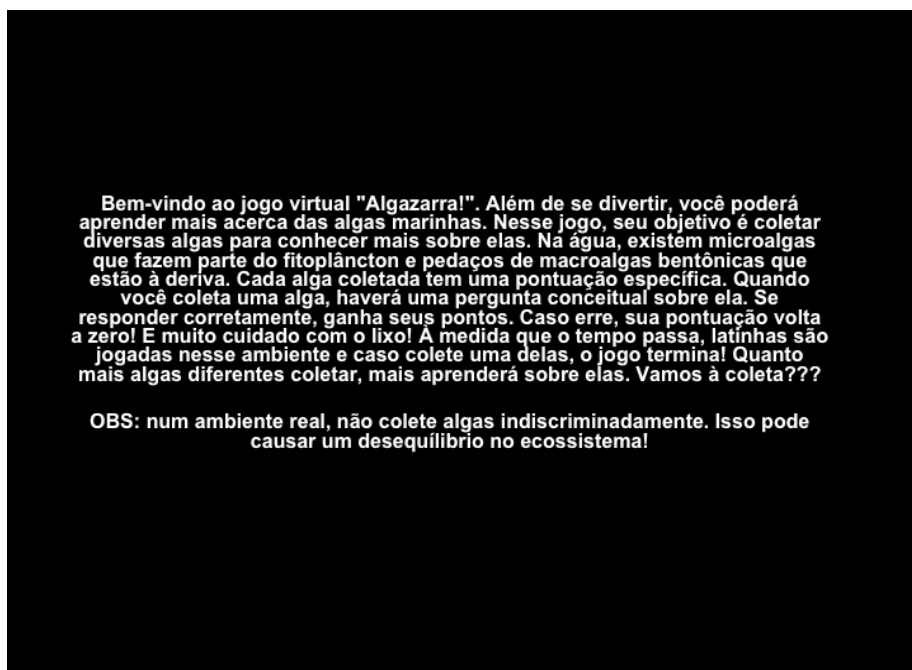 Bem-vindo ao jogo virtual "Algazarra!". Além de se divertir, você poderá
aprender mais acerca das algas marinhas. Nesse jogo, seu objetivo é coletar
diversas algas para conhecer mais sobre elas. Na água, existem microalgas
que fazem parte do fitoplâncton e pedaços de macroalgas bentônicas que
estão à deriva. Cada alga coletada tem uma pontuação específica. Quando
você coleta uma alga, haverá uma pergunta conceitual sobre ela. Se
responder corretamente, ganha seus pontos. Caso erre, sua pontuação volta
a zero! E muito cuidado com o lixo! À medida que o tempo passa, latinhas são
jogadas nesse ambiente e caso colete uma delas, o jogo termina! Quanto
mais algas diferentes coletar, mais aprenderá sobre elas. Vamos à coleta???
OBS: num ambiente real, não colete algas indiscriminadamente. Isso pode
causar um desequílibrio no ecossistema!